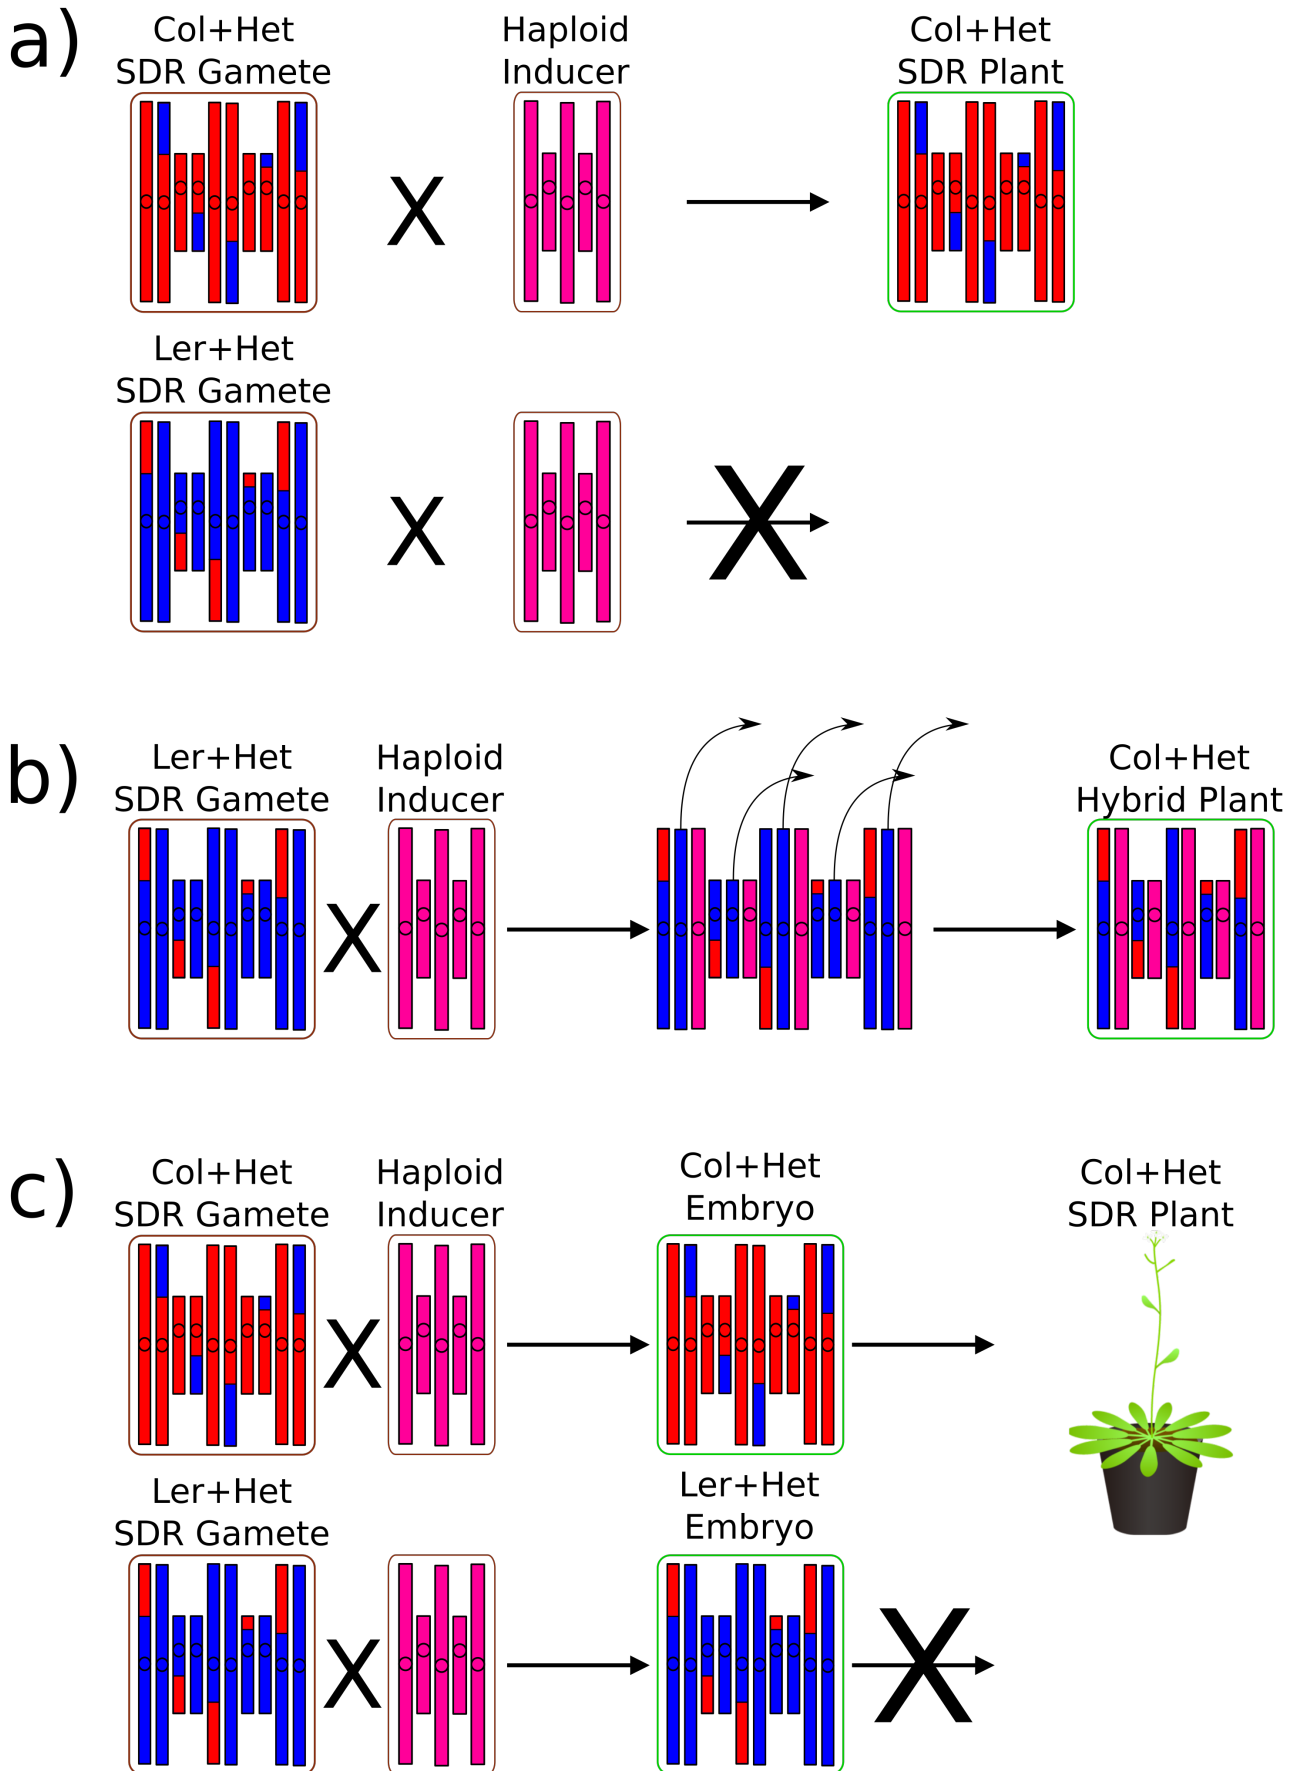 a)
Col+Het
SDR Gamete
Haploid
Inducer
Col+Het
SDR Plant
X
Ler+Het
SDR Gamete
X
X
b)
Ler+Het
SDR Gamete
Haploid
Inducer
Col+Het
Hybrid Plant
X
c)
Col+Het
SDR Gamete
Haploid
Inducer
Col+Het
Embryo
Col+Het
SDR Plant
X
Ler+Het
SDR Gamete
Ler+Het
Embryo
X
X